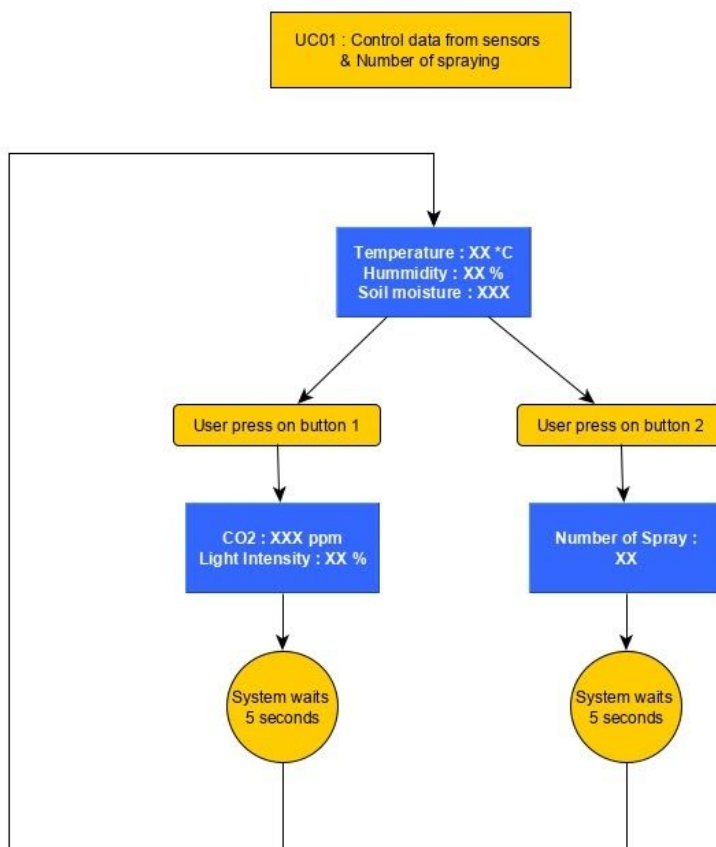 UC01 : Control data from sensors
& Number of spraying
Temperature : XX *C
Hummidity : XX %
Soil moisture : XXX
User press on button 1
User press on button 2
CO2 : XXX ppm
Light Intensity : XX %
Number of Spray :
XX
System waits
5 seconds
System waits
5 seconds